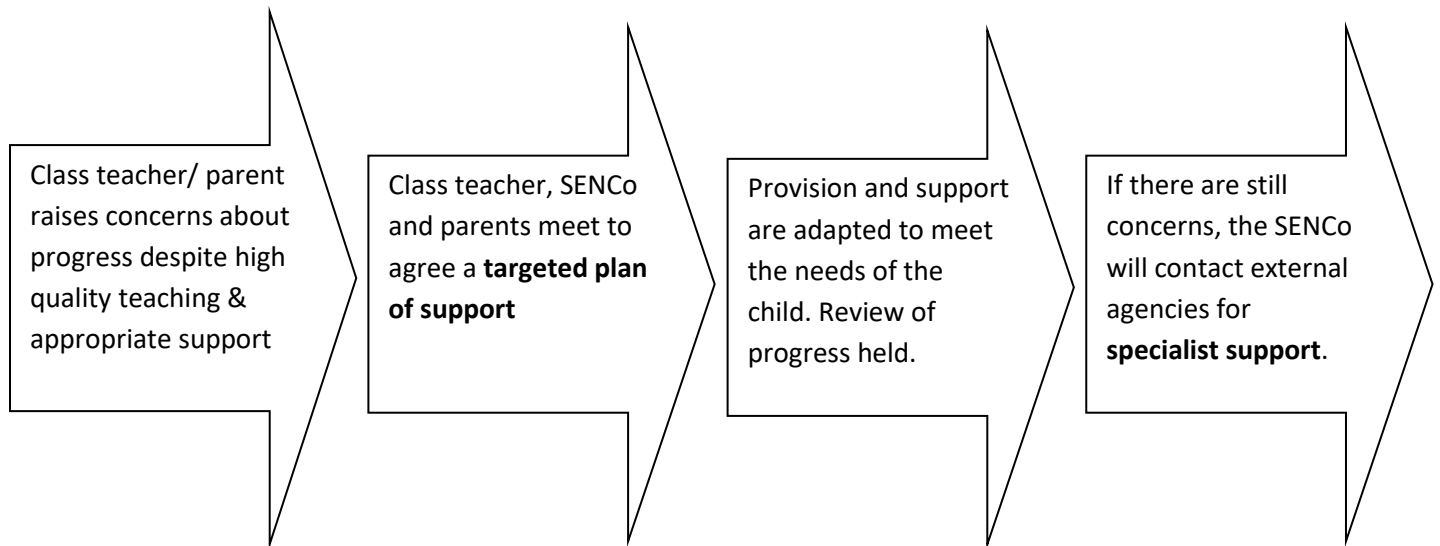 Class teacher/ parent
raises concerns about
progress despite high
quality teaching &
appropriate support
Class teacher, SENCo
and parents meet to
agree a targeted plan
of support
Provision and support
are adapted to meet
the needs of the
child. Review of
progress held.
If there are still
concerns, the SENCo
will contact external
agencies for
specialist support.